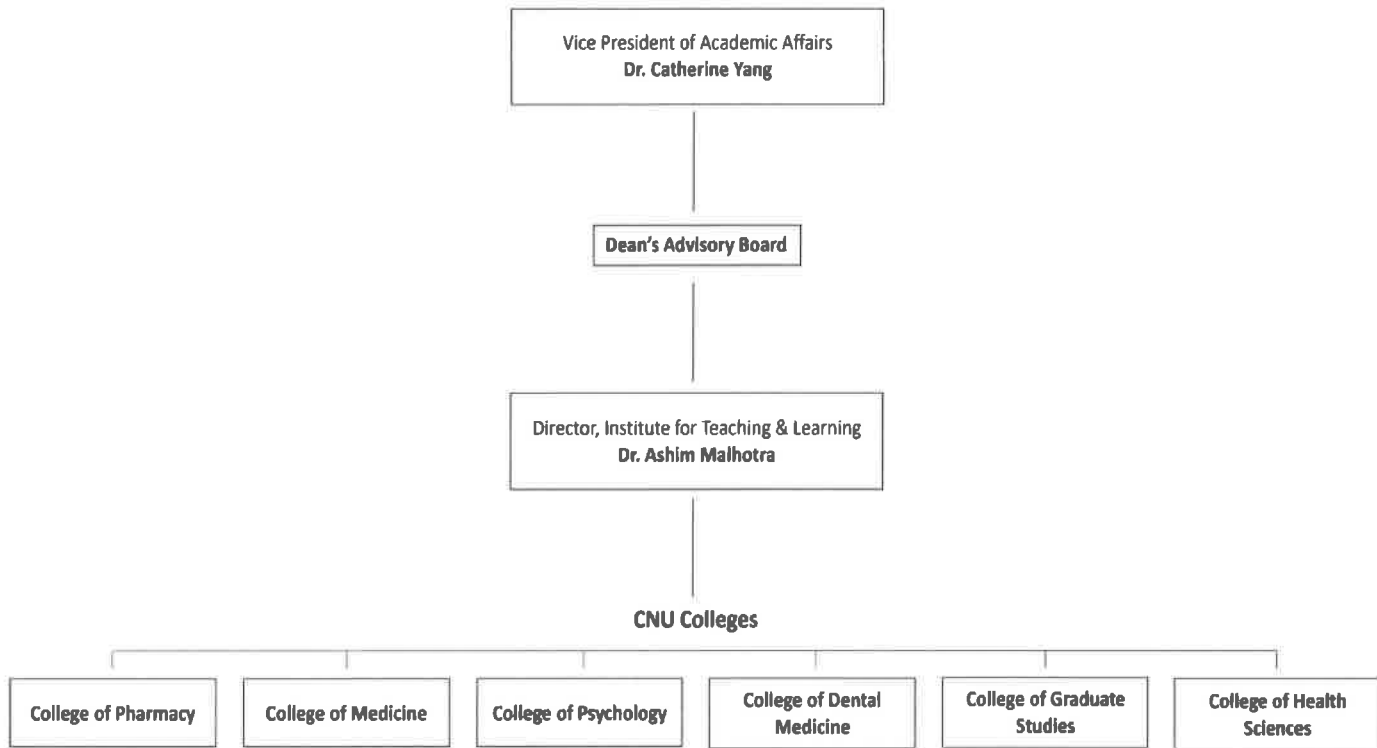 Vice President of Academic Affairs
Dr. Catherine Yang
Dean's Advisory Board
Director, Institute for Teaching & Learning
Dr. Ashim Malhotra
CNU Colleges
College of Pharmacy
College of Medicine
College of Psychology
College of Dental
Medicine
College of Graduate
Studies
College of Health
Sciences